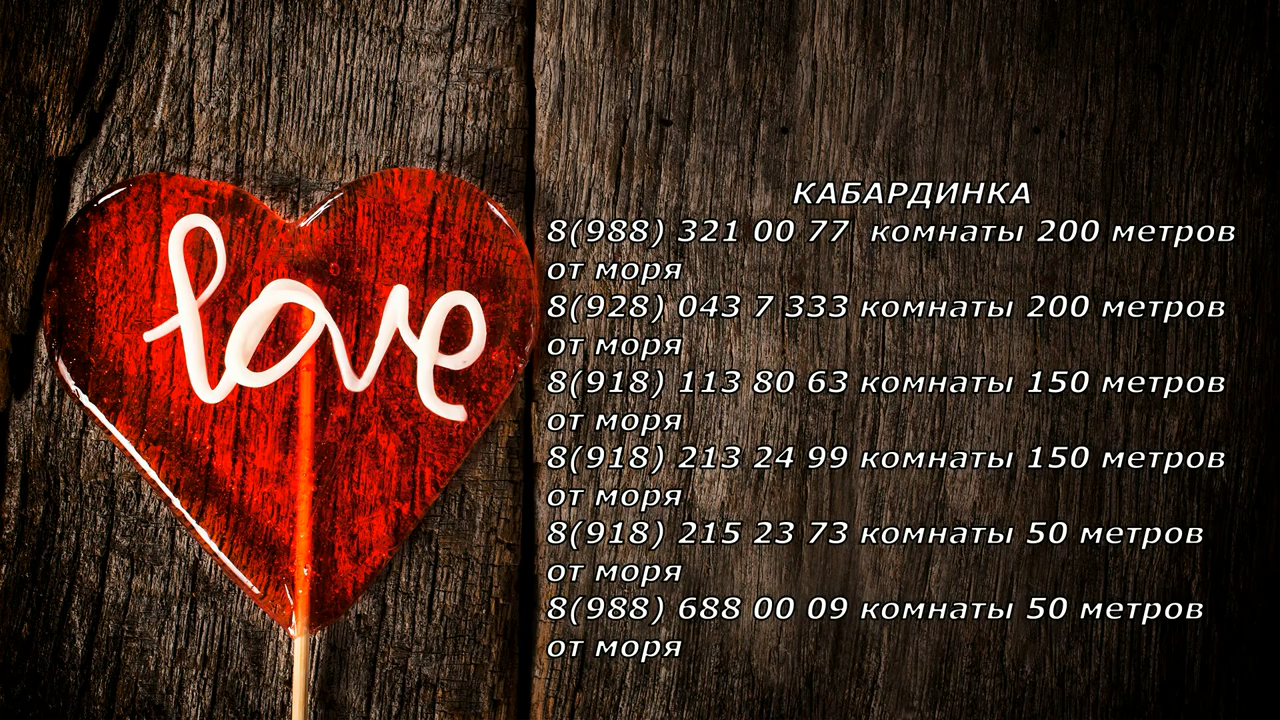 love
КАБАРДИНКА
8(988) 321 00 77 комнаты 200 метров
от моря
8(928) 043 7 333 комнаты 200 метров
от моря
8(918) 113 80 63 комнаты 150 метров
от моря
8(918) 213 24 99 комнаты 150 метров
от моря
8(918) 215 23 73 комнаты 50 метров
от моря
8(988) 688 00 09 комнаты 50 метров
от моря